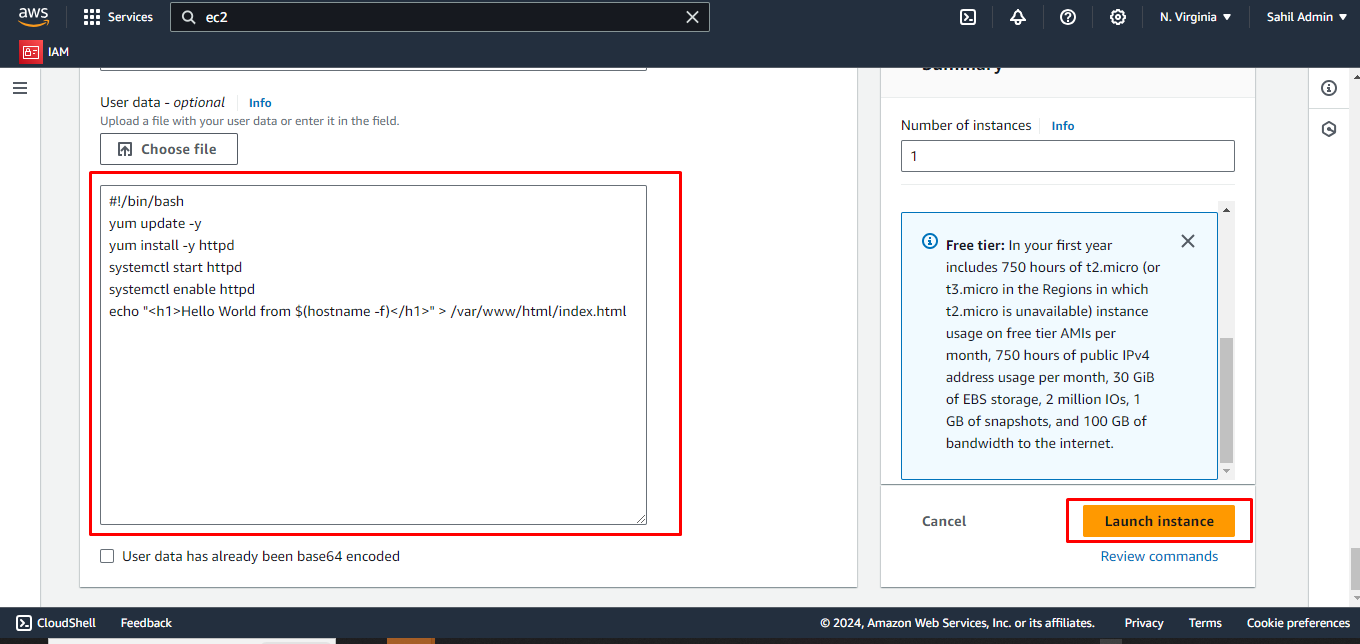 aws
Services
ec2
N. Virginia
Sahil Admin
IAM
User data - optional
Info
Upload a file with your user data or enter it in the field.
Choose file
#!/bin/bash
yum update -y
yum install -y httpd
systemctl start httpd
systemctl enable httpd
echo "<h1>Hello World from $(hostname -f)</h1>" > /var/www/html/index.html
User data has already been base64 encoded
Summary
Number of instances
Info
1
Free tier: In your first year
includes 750 hours of t2.micro (or
t3.micro in the Regions in which
t2.micro is unavailable) instance
usage on free tier AMIs per
month, 750 hours of public IPv4
address usage per month, 30 GiB
of EBS storage, 2 million IOs, 1
GB of snapshots, and 100 GB of
bandwidth to the internet.
Cancel
Launch instance
Review commands
CloudShell
Feedback
© 2024, Amazon Web Services, Inc. or its affiliates.
Privacy
Terms
Cookie preferences